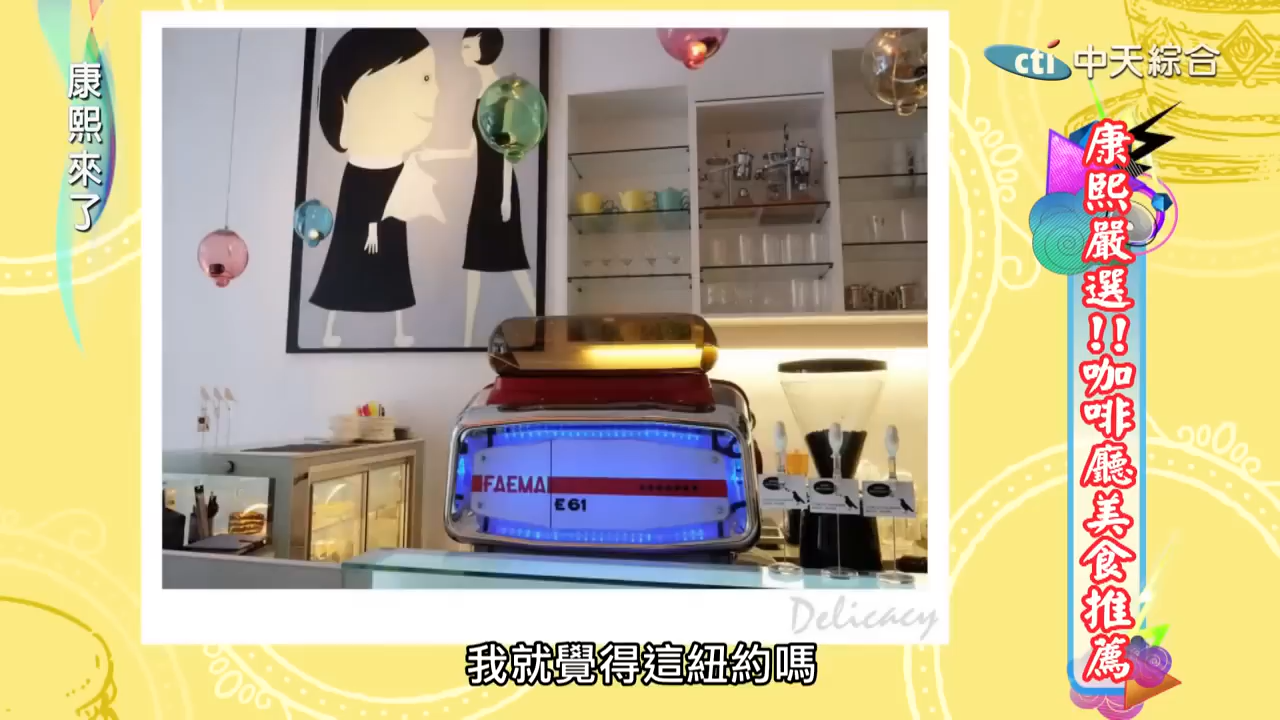 康熙來了
cti 中天綜合
康熙嚴選!!咖啡廳美食推薦
FAEMA
E61
Delicacy
我就覺得這紐約嗎